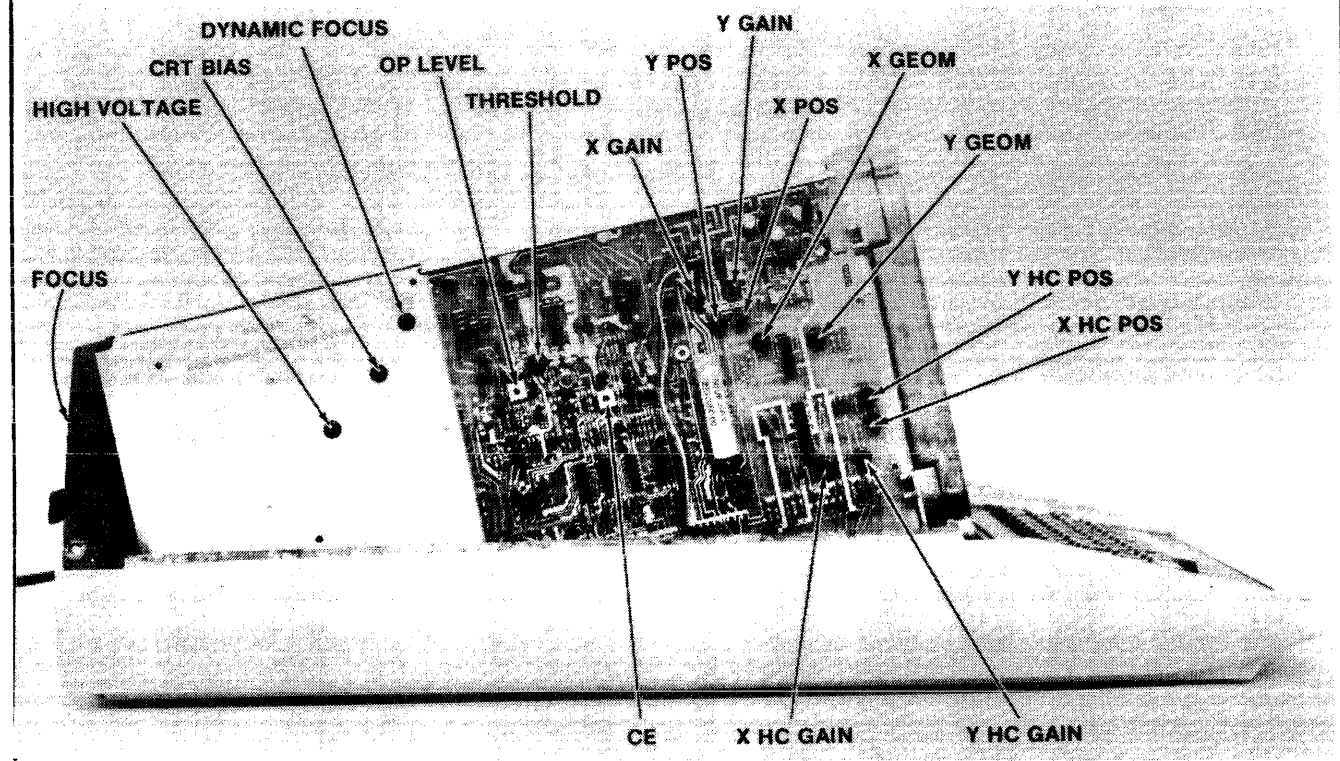 DYNAMIC FOCUS
CRT BIAS
HIGH VOLTAGE
FOCUS
OP LEVEL
THRESHOLD
X GAIN
Y POS
Y GAIN
X POS
X GEOM
Y GEOM
Y HC POS
X HC POS
CE
X HC GAIN
Y HC GAIN